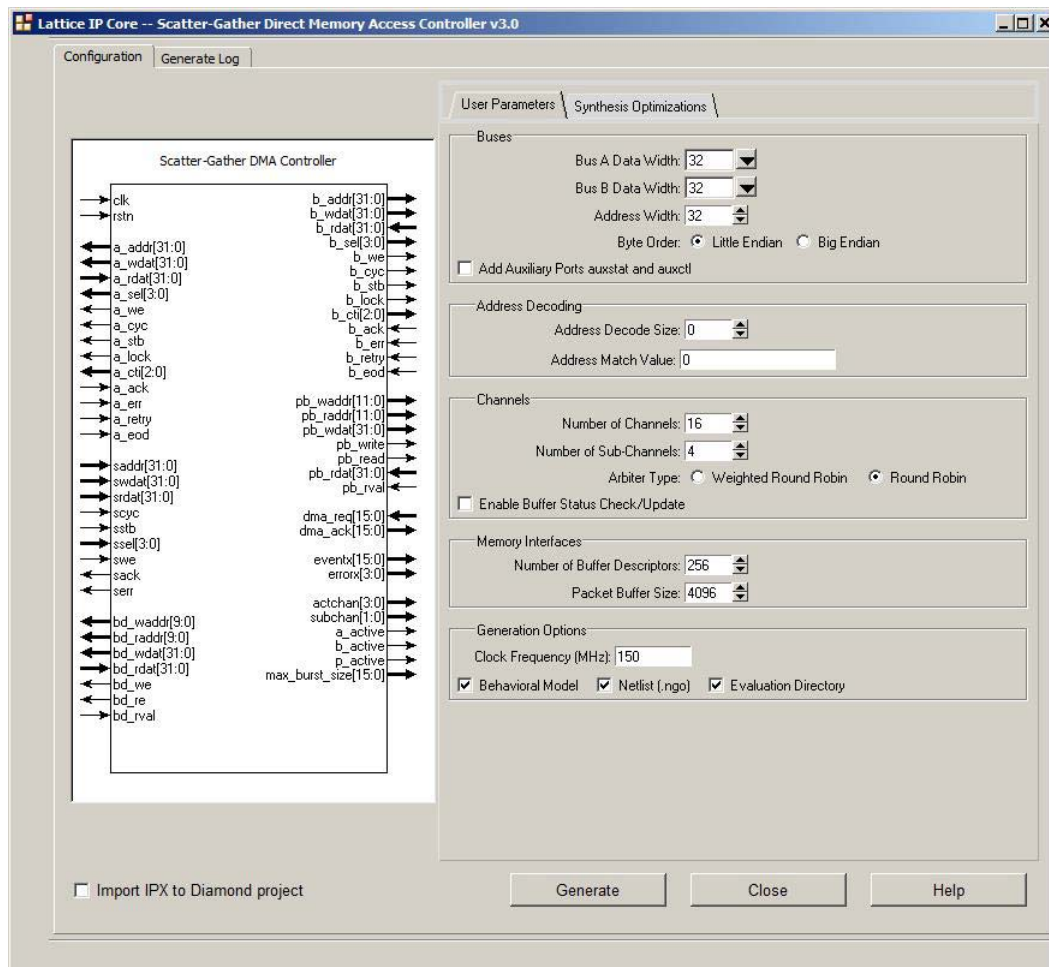 Lattice IP Core -- Scatter-Gather Direct Memory Access Controller v3.0
Configuration
Generate Log
Scatter-Gather DMA Controller
clk
rstn
a_addr[31:0]
a_wdat[31:0]
a_rdat[31:0]
a_sel[3:0]
a_we
a_cyc
a_stb
a_lock
a_cti[2:0]
a_ack
a_err
a_retry
a_eod
saddr[31:0]
swdat[31:0]
srdat[31:0]
scyc
sstb
ssel[3:0]
swe
sack
serr
bd_waddr[9:0]
bd_raddr[9:0]
bd_wdat[31:0]
bd_rdat[31:0]
bd_we
bd_re
bd_rval
b_addr[31:0]
b_wdat[31:0]
b_rdat[31:0]
b_sel[3:0]
b_we
b_cyc
b_stb
b_lock
b_cti[2:0]
b_ack
b_err
b_retry
b_eod
pb_waddr[11:0]
pb_raddr[11:0]
pb_wdat[31:0]
pb_write
pb_read
pb_rdat[31:0]
pb_rval
dma_req[15:0]
dma_ack[15:0]
eventx[15:0]
errorx[3:0]
actchan[3:0]
subchan[1:0]
a_active
b_active
p_active
max_burst_size[15:0]
User Parameters
Synthesis Optimizations
Buses
Bus A Data Width: 32
Bus B Data Width: 32
Address Width: 32
Byte Order: Little Endian Big Endian
Add Auxiliary Ports auxstat and auxctl
Address Decoding
Address Decode Size: 0
Address Match Value: 0
Channels
Number of Channels: 16
Number of Sub-Channels: 4
Arbiter Type: Weighted Round Robin Round Robin
Enable Buffer Status Check/Update
Memory Interfaces
Number of Buffer Descriptors: 256
Packet Buffer Size: 4096
Generation Options
Clock Frequency (MHz): 150
Behavioral Model Netlist (.ngo) Evaluation Directory
Import IPX to Diamond project
Generate
Close
Help